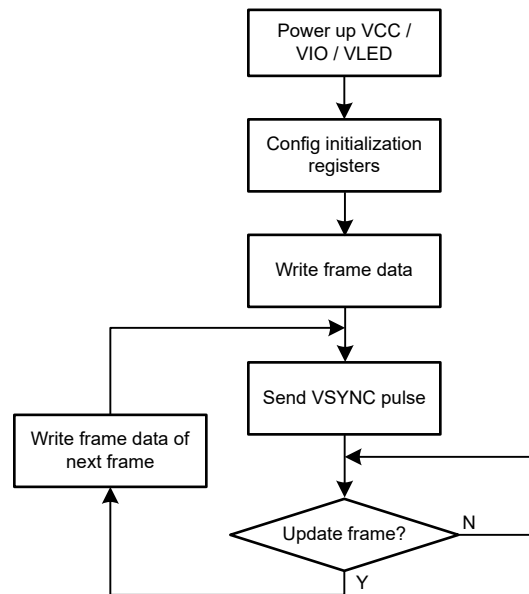 Power up VCC /
VIO / VLED
Config initialization
registers
Write frame data
Send VSYNC pulse
Write frame data of
next frame
Update frame?
N
Y